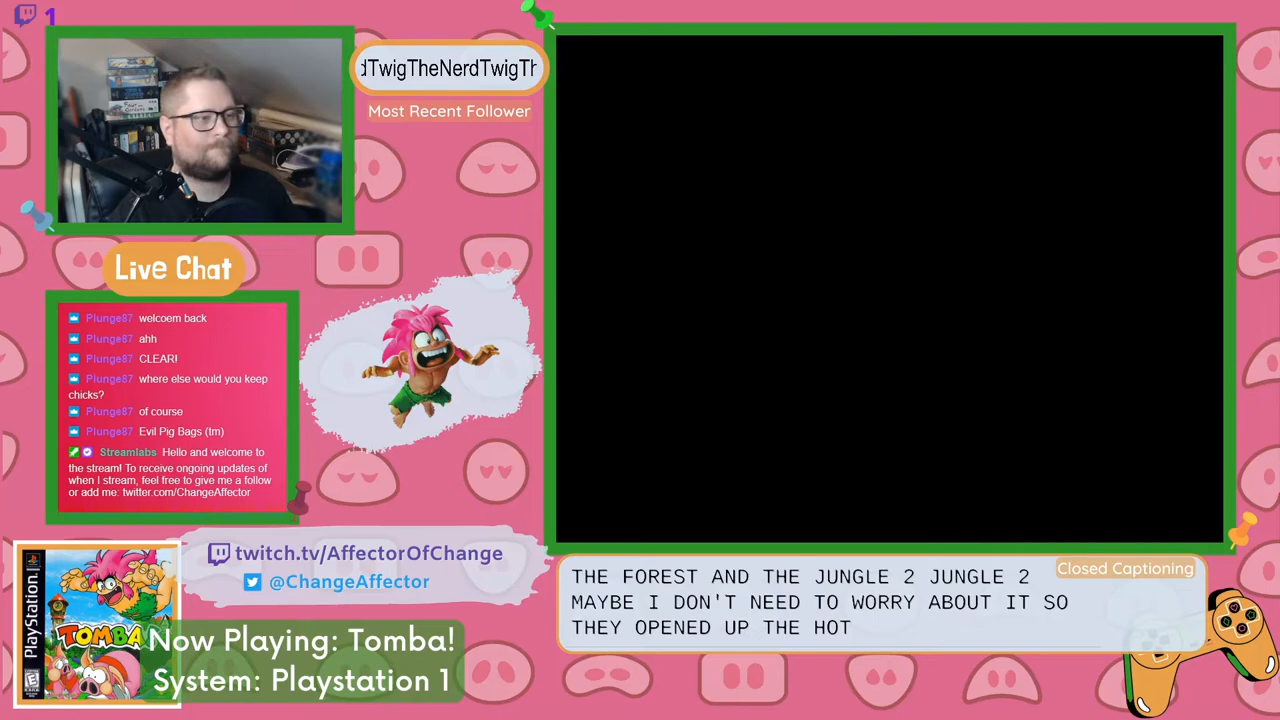 1
dTwigTheNerdTwigTh
Most Recent Follower
Live Chat
Plunge87 welcoem back
Plunge87 ahh
Plunge87 CLEAR!
Plunge87 where else would you keep
chicks?
Plunge87 of course
Plunge87 Evil Pig Bags (tm)
Streamlabs Hello and welcome to
the stream! To receive ongoing updates of
when I stream, feel free to give me a follow
or add me: twitter.com/ChangeAffector
twitch.tv/AffectorOfChange
@ChangeAffector
PlayStation
TOMBA
Now Playing: Tomba!
System: Playstation 1
Closed Captioning
THE FOREST AND THE JUNGLE 2 JUNGLE 2
MAYBE I DON'T NEED TO WORRY ABOUT IT SO
THEY OPENED UP THE HOT